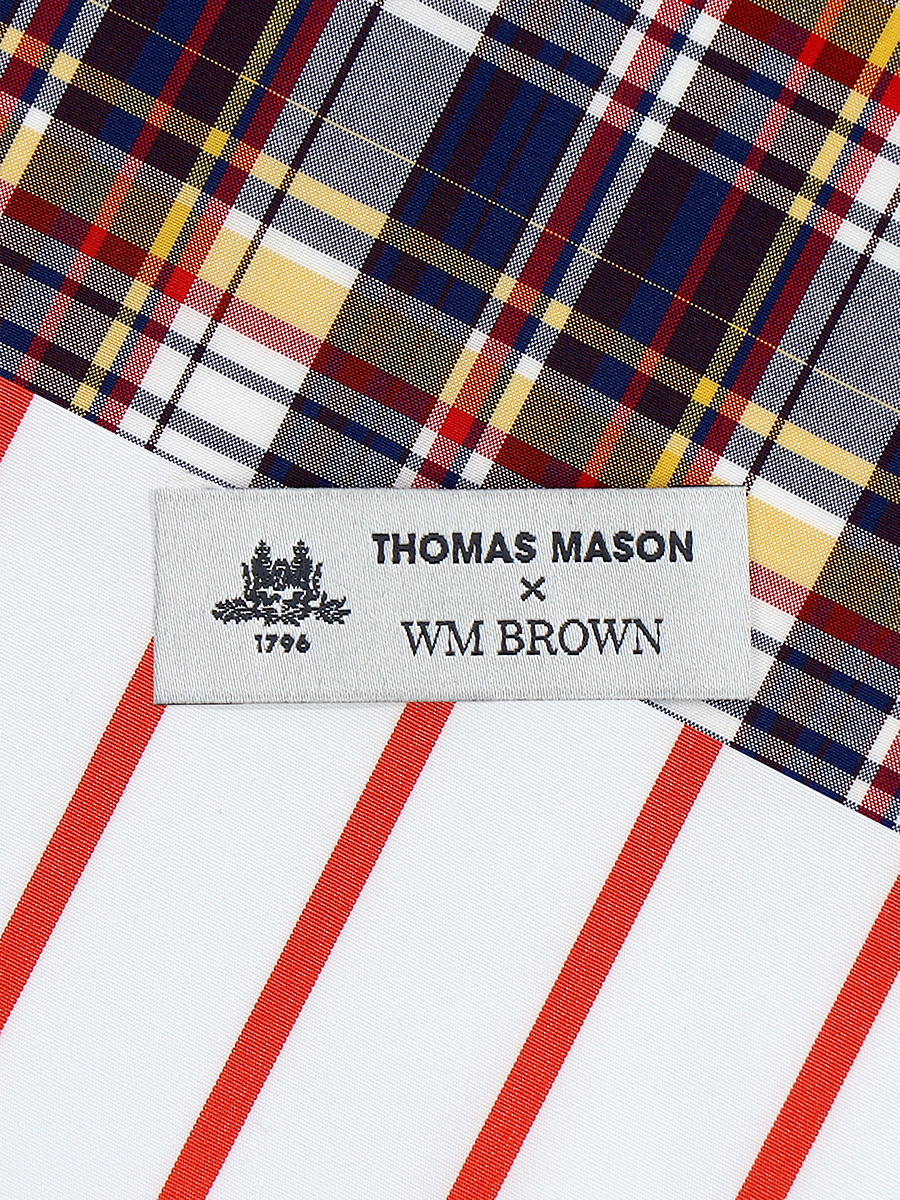 THOMAS MASON
×
WM BROWN
1796